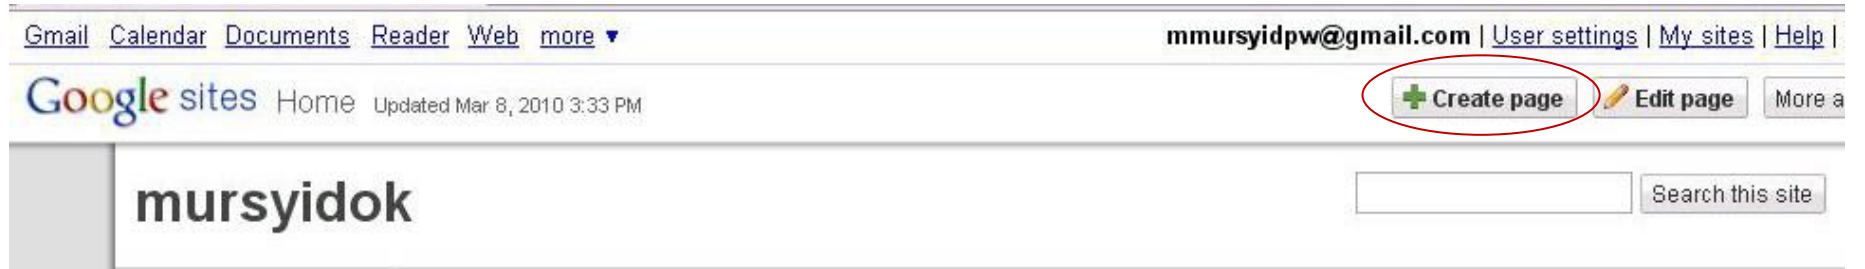 Gmail Calendar Documents Reader Web more ▼ mmursyidpw@gmail.com | User settings | My sites | Help |
Google sites Home Updated Mar 8, 2010 3:33 PM Create page Edit page More a
mursyidok Search this site